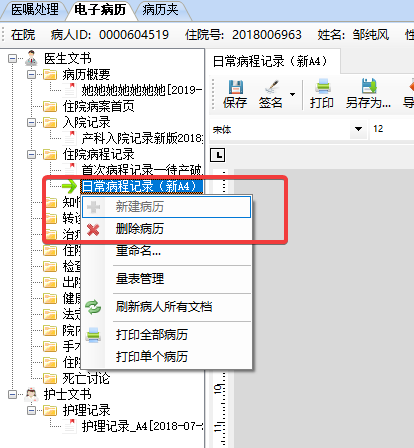 医嘱处理 电子病历 病历夹
在院 病人ID: 0000604519 住院号: 2018006963 姓名: 邹纯风
医生文书
病历概要
她她她她她她她[2019-
住院病案首页
入院记录
产科入院记录新版2018
住院病程记录
首次病程记录—待产破
日常病程记录（新A4）
日常病程记录（新A4）
保存 签名 打印 另存为...
宋体 12
新建病历
删除病历
重命名...
量表管理
刷新病人所有文档
打印全部病历
打印单个病历
知
转
治
住院
检查
出院
健康
法定
院内
手术
住院
死亡讨论
护士文书
护理记录
护理记录_A4[2018-07-